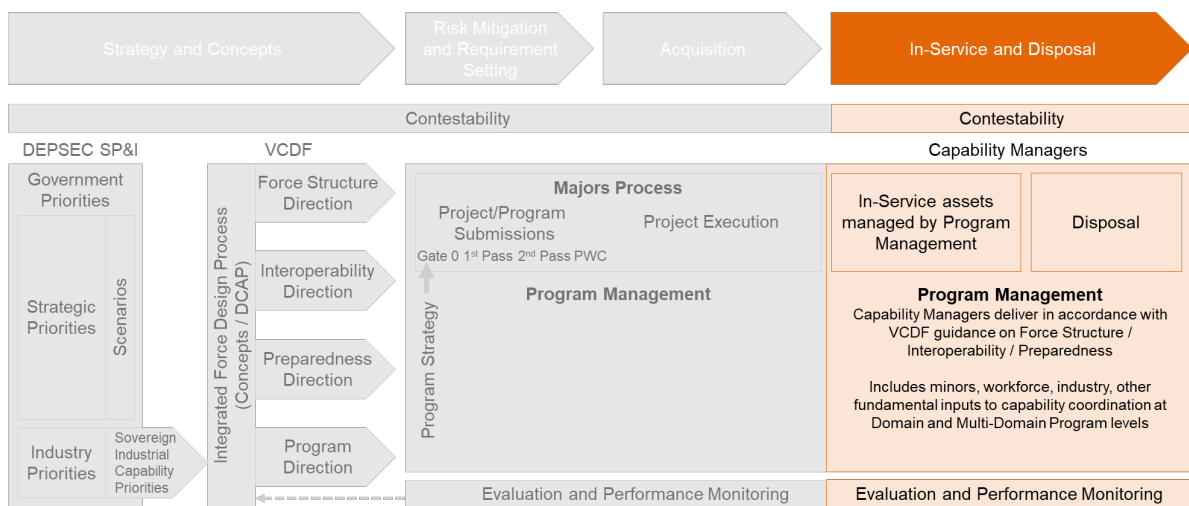 Strategy and Concepts
Risk Mitigation
and Requirement
Setting
Acquisition
In-Service and Disposal
Contestability
Contestability
DEPSEC SP&I
VCDF
Capability Managers
Government
Priorities
Strategic
Priorities
Scenarios
Industry
Priorities
Sovereign
Industrial
Capability
Priorities
Integrated Force Design Process
(Concepts / DCAP)
Force Structure
Direction
Interoperability
Direction
Preparedness
Direction
Program
Direction
Majors Process
Project/Program
Submissions
Project Execution
Gate 0 1st Pass 2nd Pass PWC
Program Strategy
Program Management
In-Service assets
managed by Program
Management
Disposal
Program Management
Capability Managers deliver in accordance with
VCDF guidance on Force Structure /
Interoperability / Preparedness
Includes minors, workforce, industry, other
fundamental inputs to capability coordination at
Domain and Multi-Domain Program levels
Evaluation and Performance Monitoring
Evaluation and Performance Monitoring